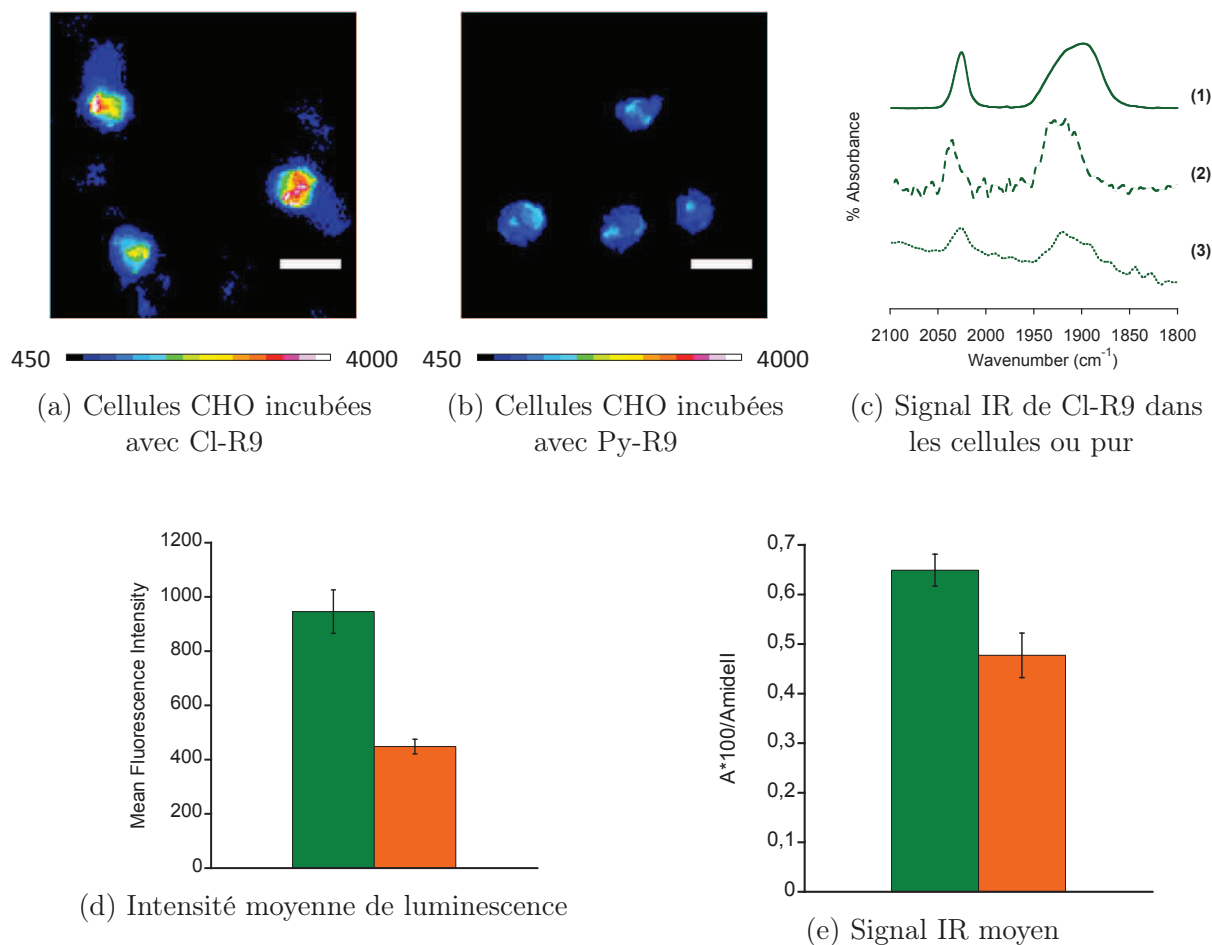 450 4000
(a) Cellules CHO incubées
avec Cl-R9
450 4000
(b) Cellules CHO incubées
avec Py-R9
% Absorbance
(1)
(2)
(3)
2100 2050 2000 1950 1900 1850 1800
Wavenumber (cm-1)
(c) Signal IR de Cl-R9 dans
les cellules ou pur
Mean Fluorescence Intensity
1200
1000
800
600
400
200
0
(d) Intensité moyenne de luminescence
A*100/AmideII
0,7
0,6
0,5
0,4
0,3
0,2
0,1
0
(e) Signal IR moyen